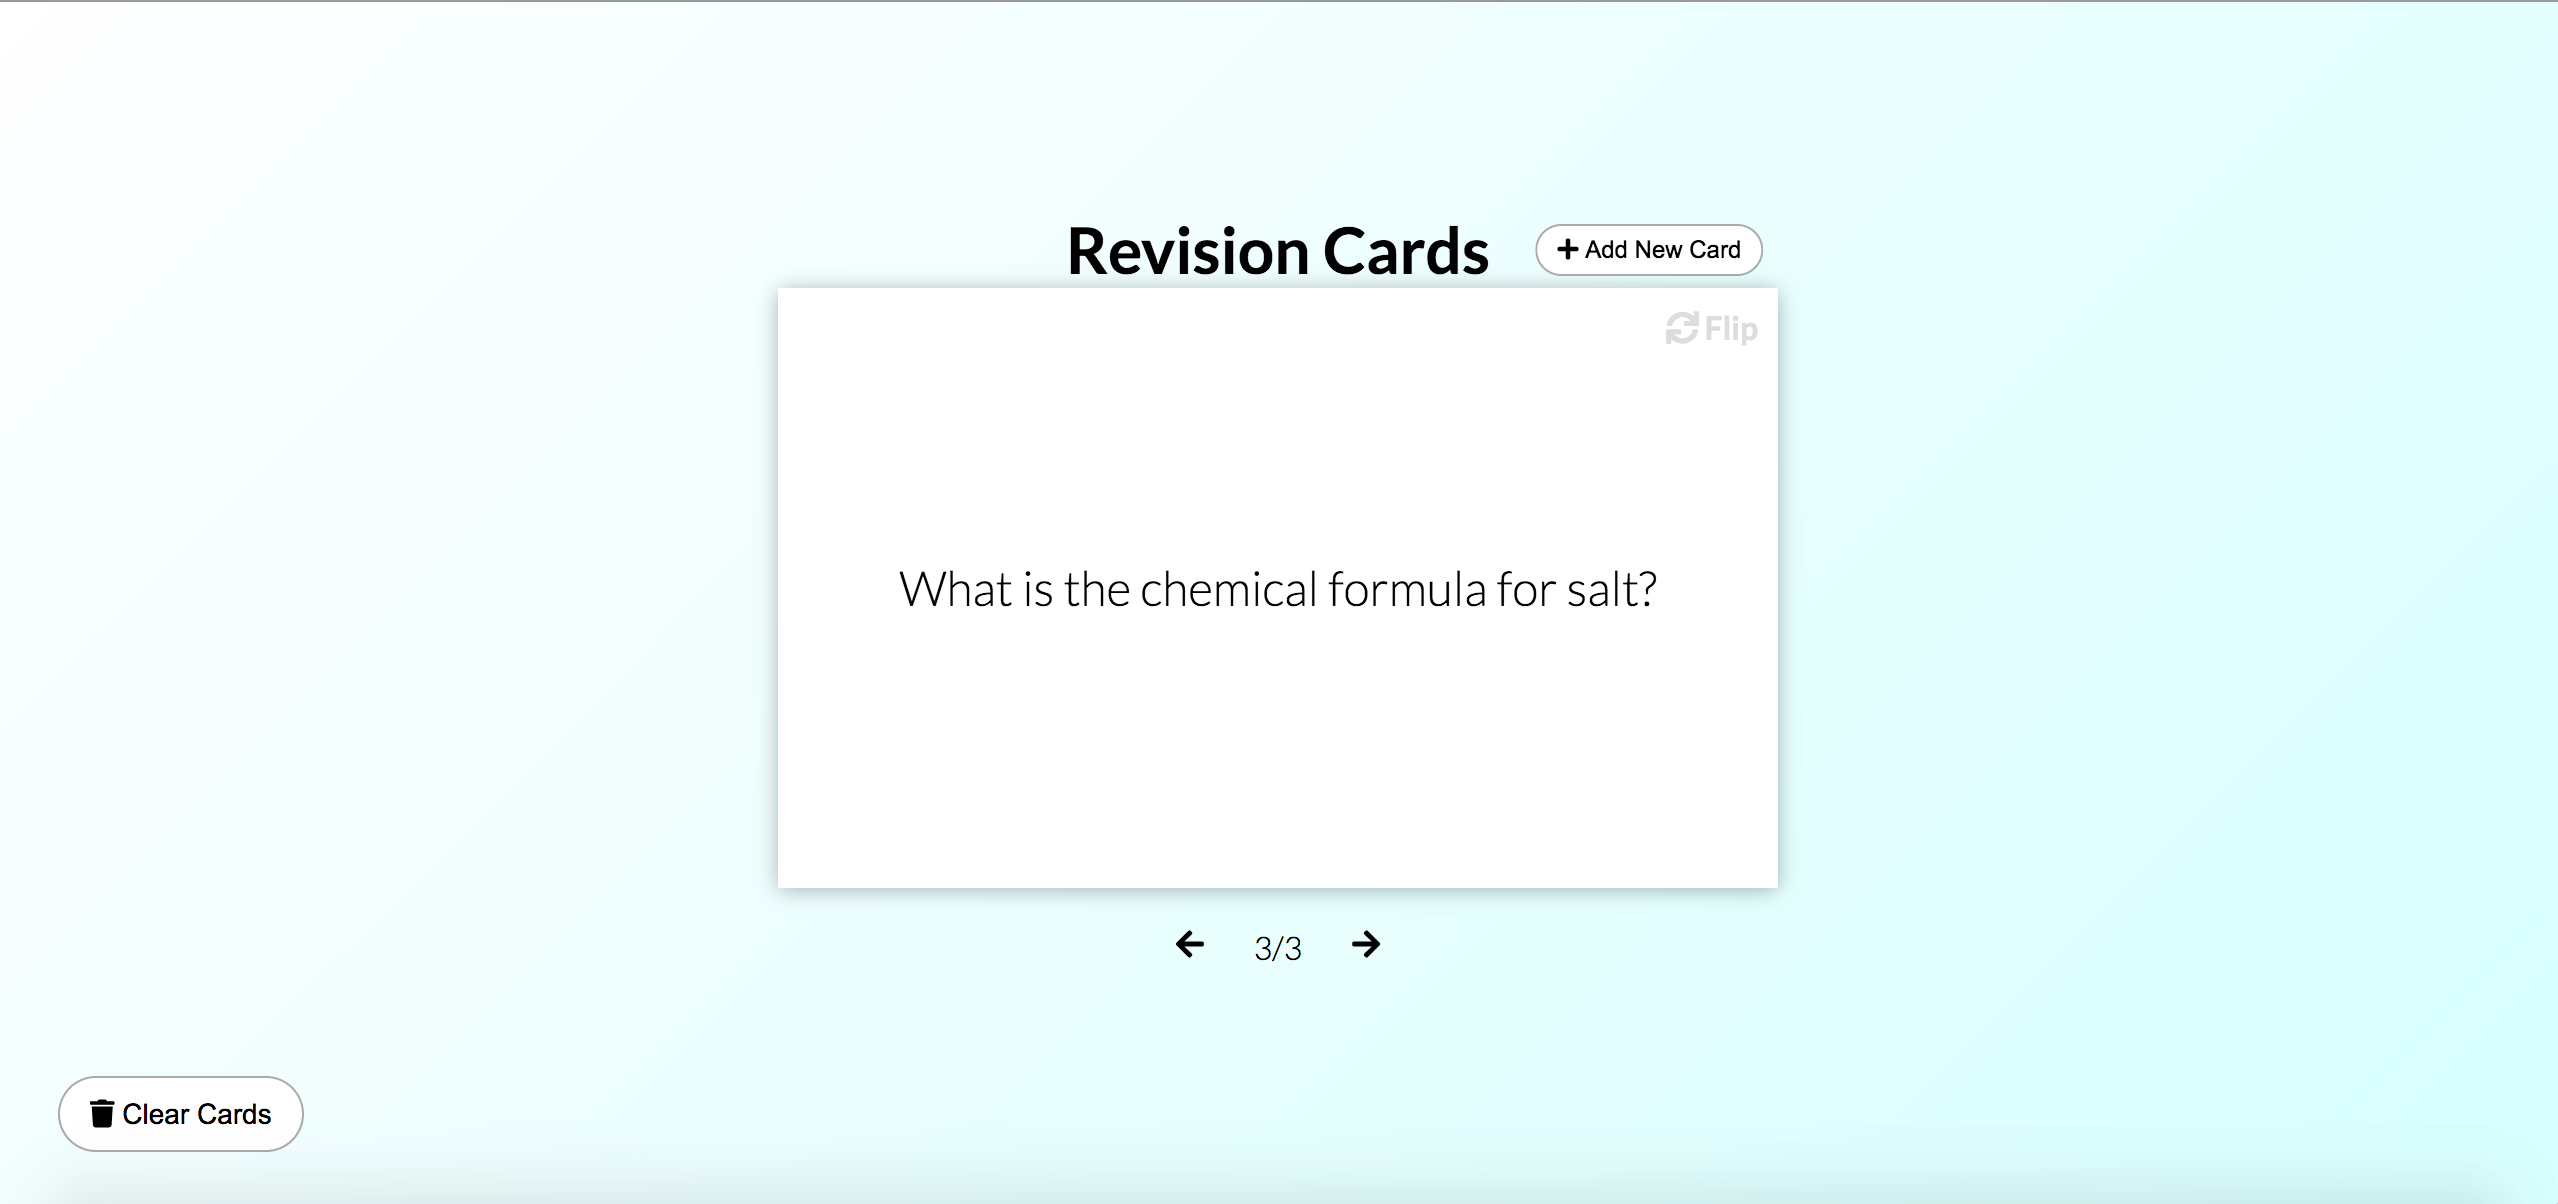 Revision Cards
Add New Card
Flip
What is the chemical formula for salt?
3/3
Clear Cards